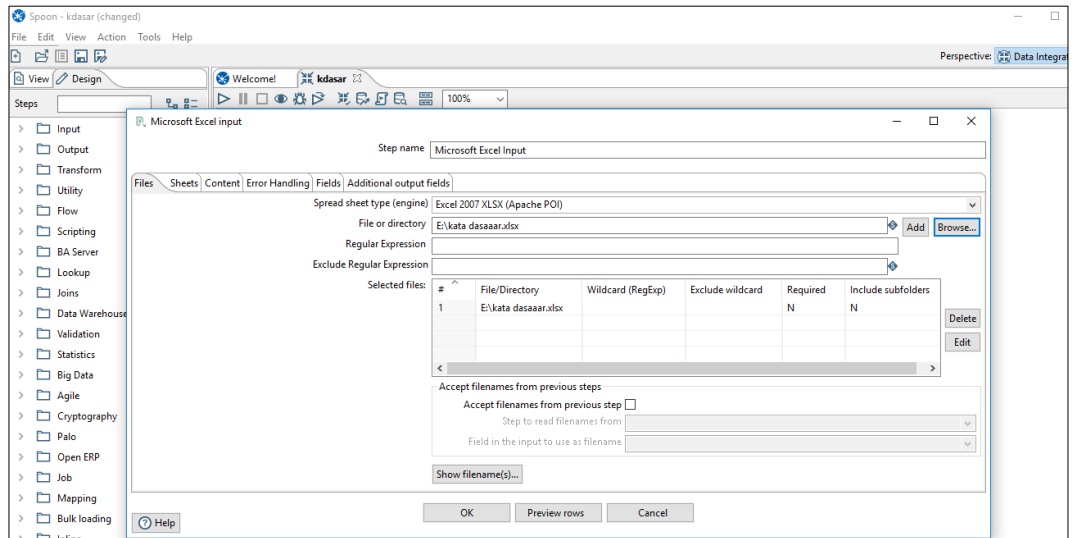 Spoon - kdasar (changed)
File Edit View Action Tools Help
Perspective: Data Integrat
View Design Welcome! kdasar
Steps 100%
Input
Output
Transform
Utility
Flow
Scripting
BA Server
Lookup
Joins
Data Warehouse
Validation
Statistics
Big Data
Agile
Cryptography
Palo
Open ERP
Job
Mapping
Bulk loading
Microsoft Excel input
Step name Microsoft Excel Input
Files Sheets Content Error Handling Fields Additional output fields
Spread sheet type (engine) Excel 2007 XLSX (Apache POI)
File or directory E:\kata dasaaar.xlsx Add Browse...
Regular Expression
Exclude Regular Expression
Selected files: # File/Directory Wildcard (RegExp) Exclude wildcard Required Include subfolders
1 E:\kata dasaaar.xlsx N N
Delete
Edit
Accept filenames from previous steps
Accept filenames from previous step
Step to read filenames from
Field in the input to use as filename
Show filename(s)...
OK Preview rows Cancel
Help